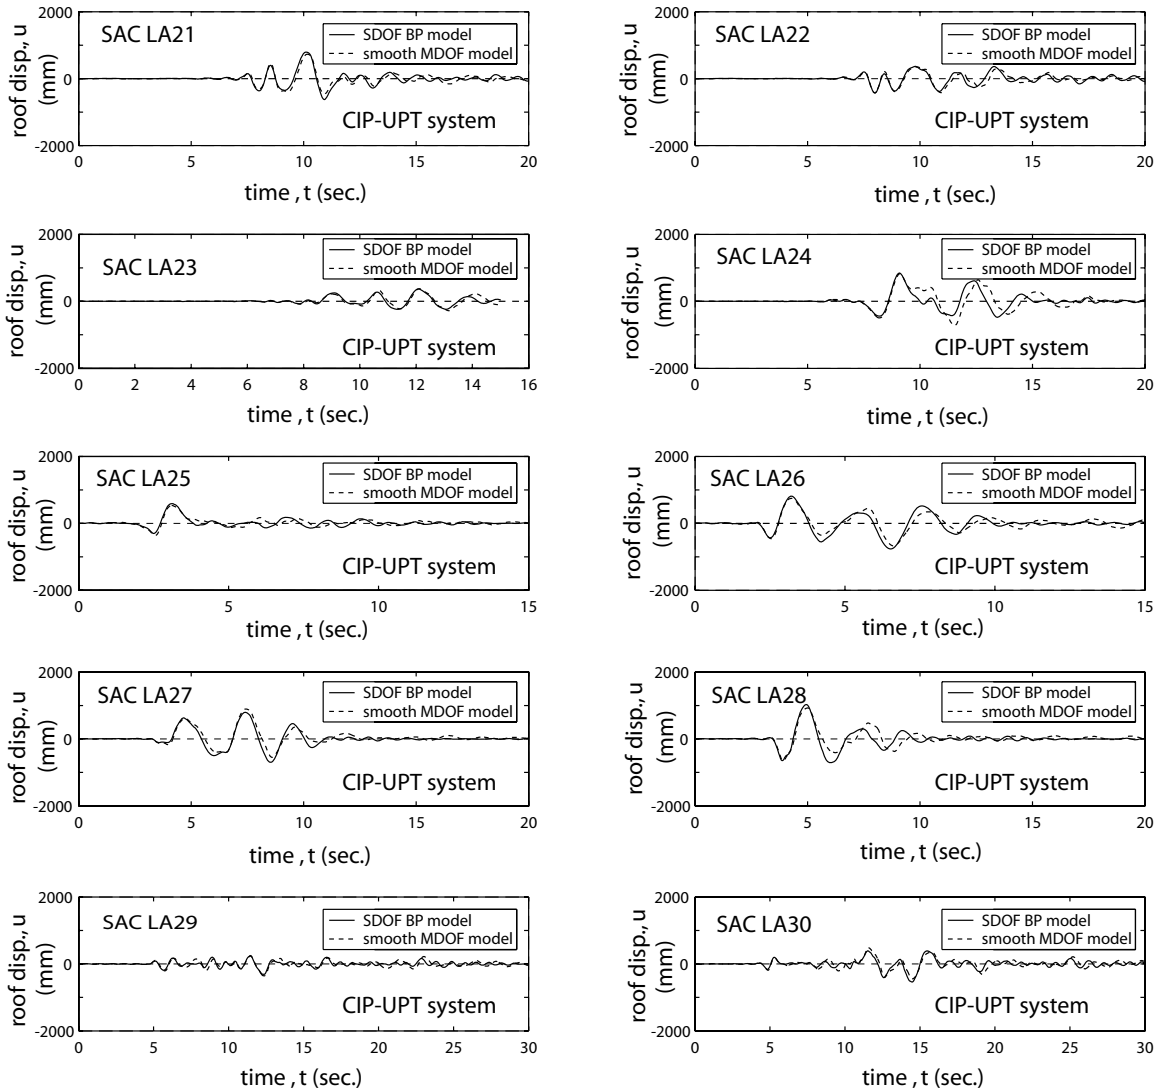 2000
SAC LA21
SDOF BP model
smooth MDOF model
roof disp., u
(mm)
0
CIP-UPT system
-2000
0 5 10 15 20
time , t (sec.)
2000
SAC LA22
SDOF BP model
smooth MDOF model
roof disp., u
(mm)
0
CIP-UPT system
-2000
0 5 10 15 20
time , t (sec.)
2000
SAC LA23
SDOF BP model
smooth MDOF model
roof disp., u
(mm)
0
CIP-UPT system
-2000
0 2 4 6 8 10 12 14 16
time , t (sec.)
2000
SAC LA24
SDOF BP model
smooth MDOF model
roof disp., u
(mm)
0
CIP-UPT system
-2000
0 5 10 15 20
time , t (sec.)
2000
SAC LA25
SDOF BP model
smooth MDOF model
roof disp., u
(mm)
0
CIP-UPT system
-2000
0 5 10 15
time , t (sec.)
2000
SAC LA26
SDOF BP model
smooth MDOF model
roof disp., u
(mm)
0
CIP-UPT system
-2000
0 5 10 15
time , t (sec.)
2000
SAC LA27
SDOF BP model
smooth MDOF model
roof disp., u
(mm)
0
CIP-UPT system
-2000
0 5 10 15 20
time , t (sec.)
2000
SAC LA28
SDOF BP model
smooth MDOF model
roof disp., u
(mm)
0
CIP-UPT system
-2000
0 5 10 15 20
time , t (sec.)
2000
SAC LA29
SDOF BP model
smooth MDOF model
roof disp., u
(mm)
0
CIP-UPT system
-2000
0 5 10 15 20 25 30
time , t (sec.)
2000
SAC LA30
SDOF BP model
smooth MDOF model
roof disp., u
(mm)
0
CIP-UPT system
-2000
0 5 10 15 20 25 30
time , t (sec.)